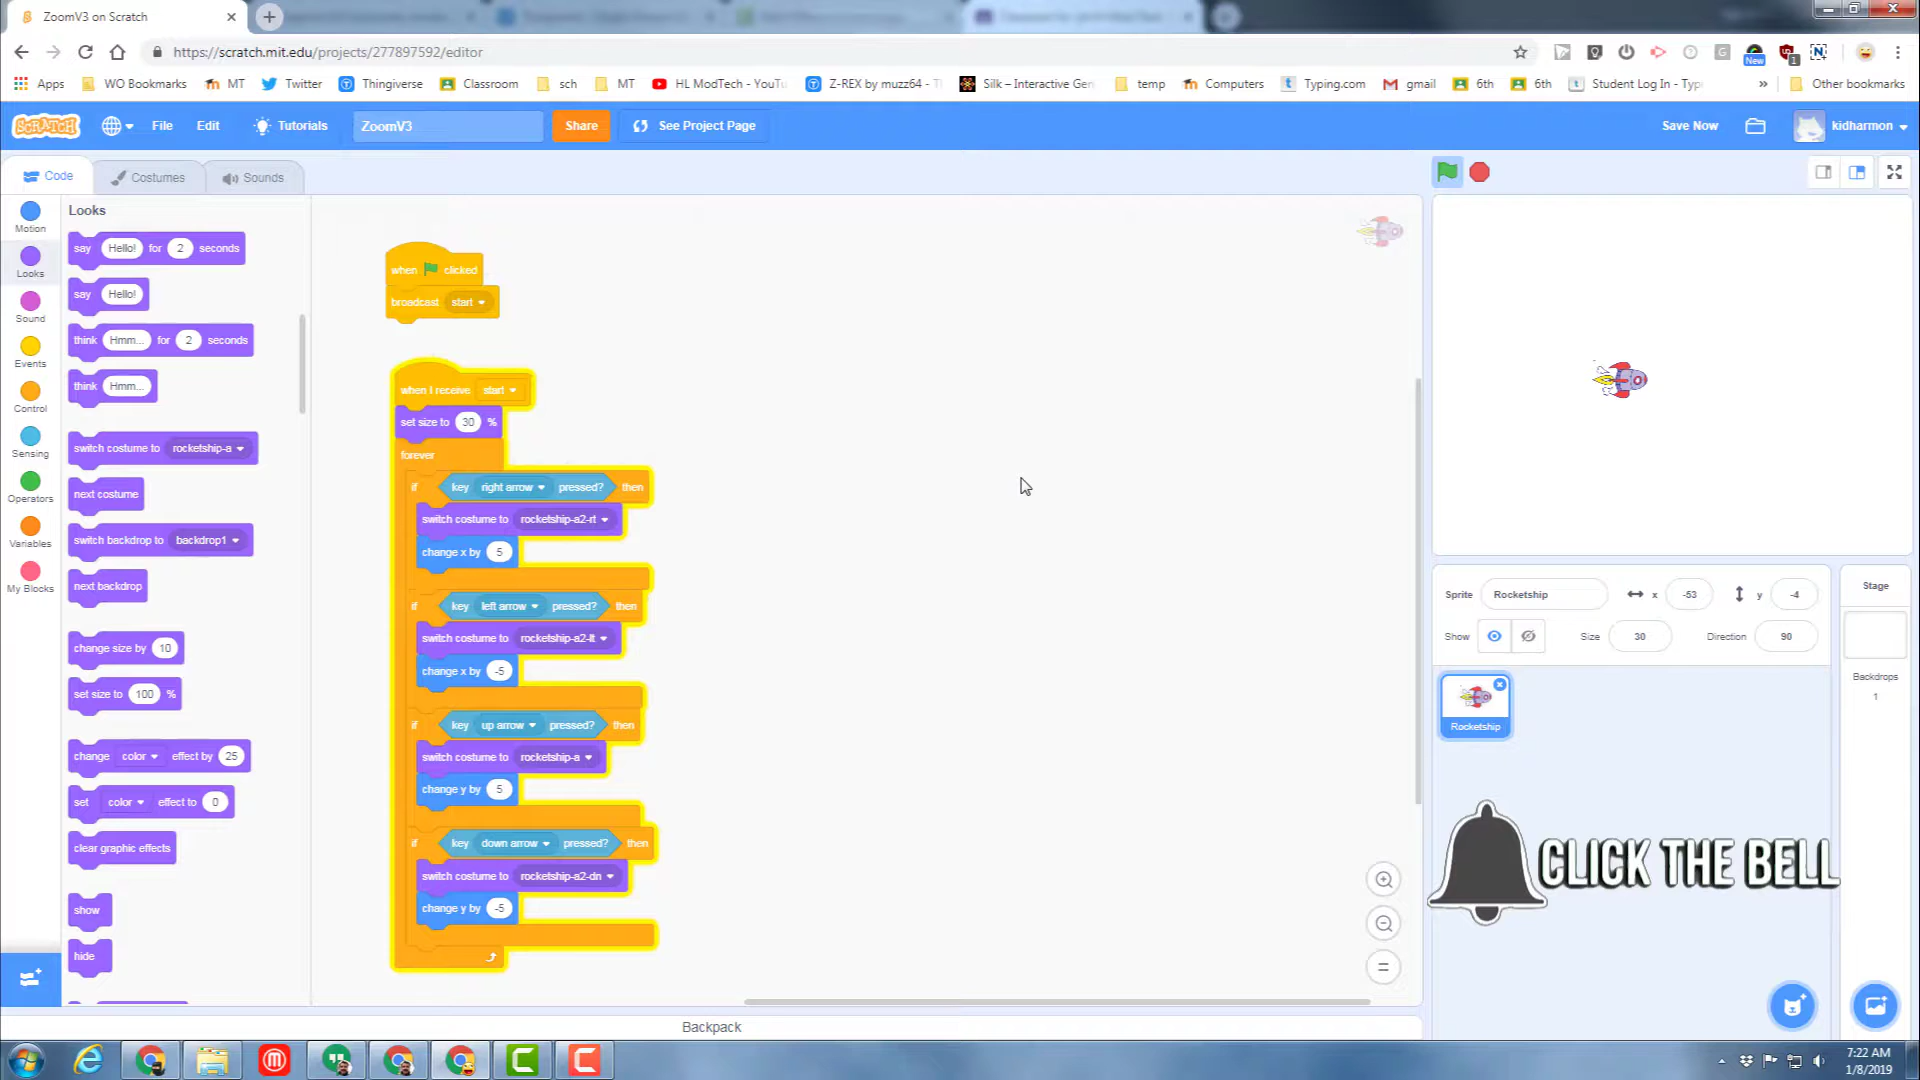 ZoomV3 on Scratch
https://scratch.mit.edu/projects/277897592/editor
New
1
Apps WO Bookmarks MT Twitter Thingiverse Classroom sch MT HL ModTech - YouTu Z-REX by muzz64 - T Silk – Interactive Gen temp Computers Typing.com gmail 6th 6th Student Log In - Typi » Other bookmarks
SCRATCH File Edit Tutorials ZoomV3 Share See Project Page Save Now kidharmon
Code Costumes Sounds
Motion
Looks
Sound
Events
Control
Sensing
Operators
Variables
My Blocks
Looks
say Hello! for 2 seconds
say Hello!
think Hmm... for 2 seconds
think Hmm...
switch costume to rocketship-a
next costume
switch backdrop to backdrop1
next backdrop
change size by 10
set size to 100 %
change color effect by 25
set color effect to 0
clear graphic effects
show
hide
when clicked
broadcast start
when I receive start
set size to 30 %
forever
if key right arrow pressed? then
switch costume to rocketship-a2-rt
change x by 5
if key left arrow pressed? then
switch costume to rocketship-a2-lt
change x by -5
if key up arrow pressed? then
switch costume to rocketship-a
change y by 5
if key down arrow pressed? then
switch costume to rocketship-a2-dn
change y by -5
Backpack
Sprite Rocketship x -53 y -4
Show Size 30 Direction 90
Rocketship
Stage
Backdrops
1
CLICK THE BELL
7:22 AM
1/8/2019